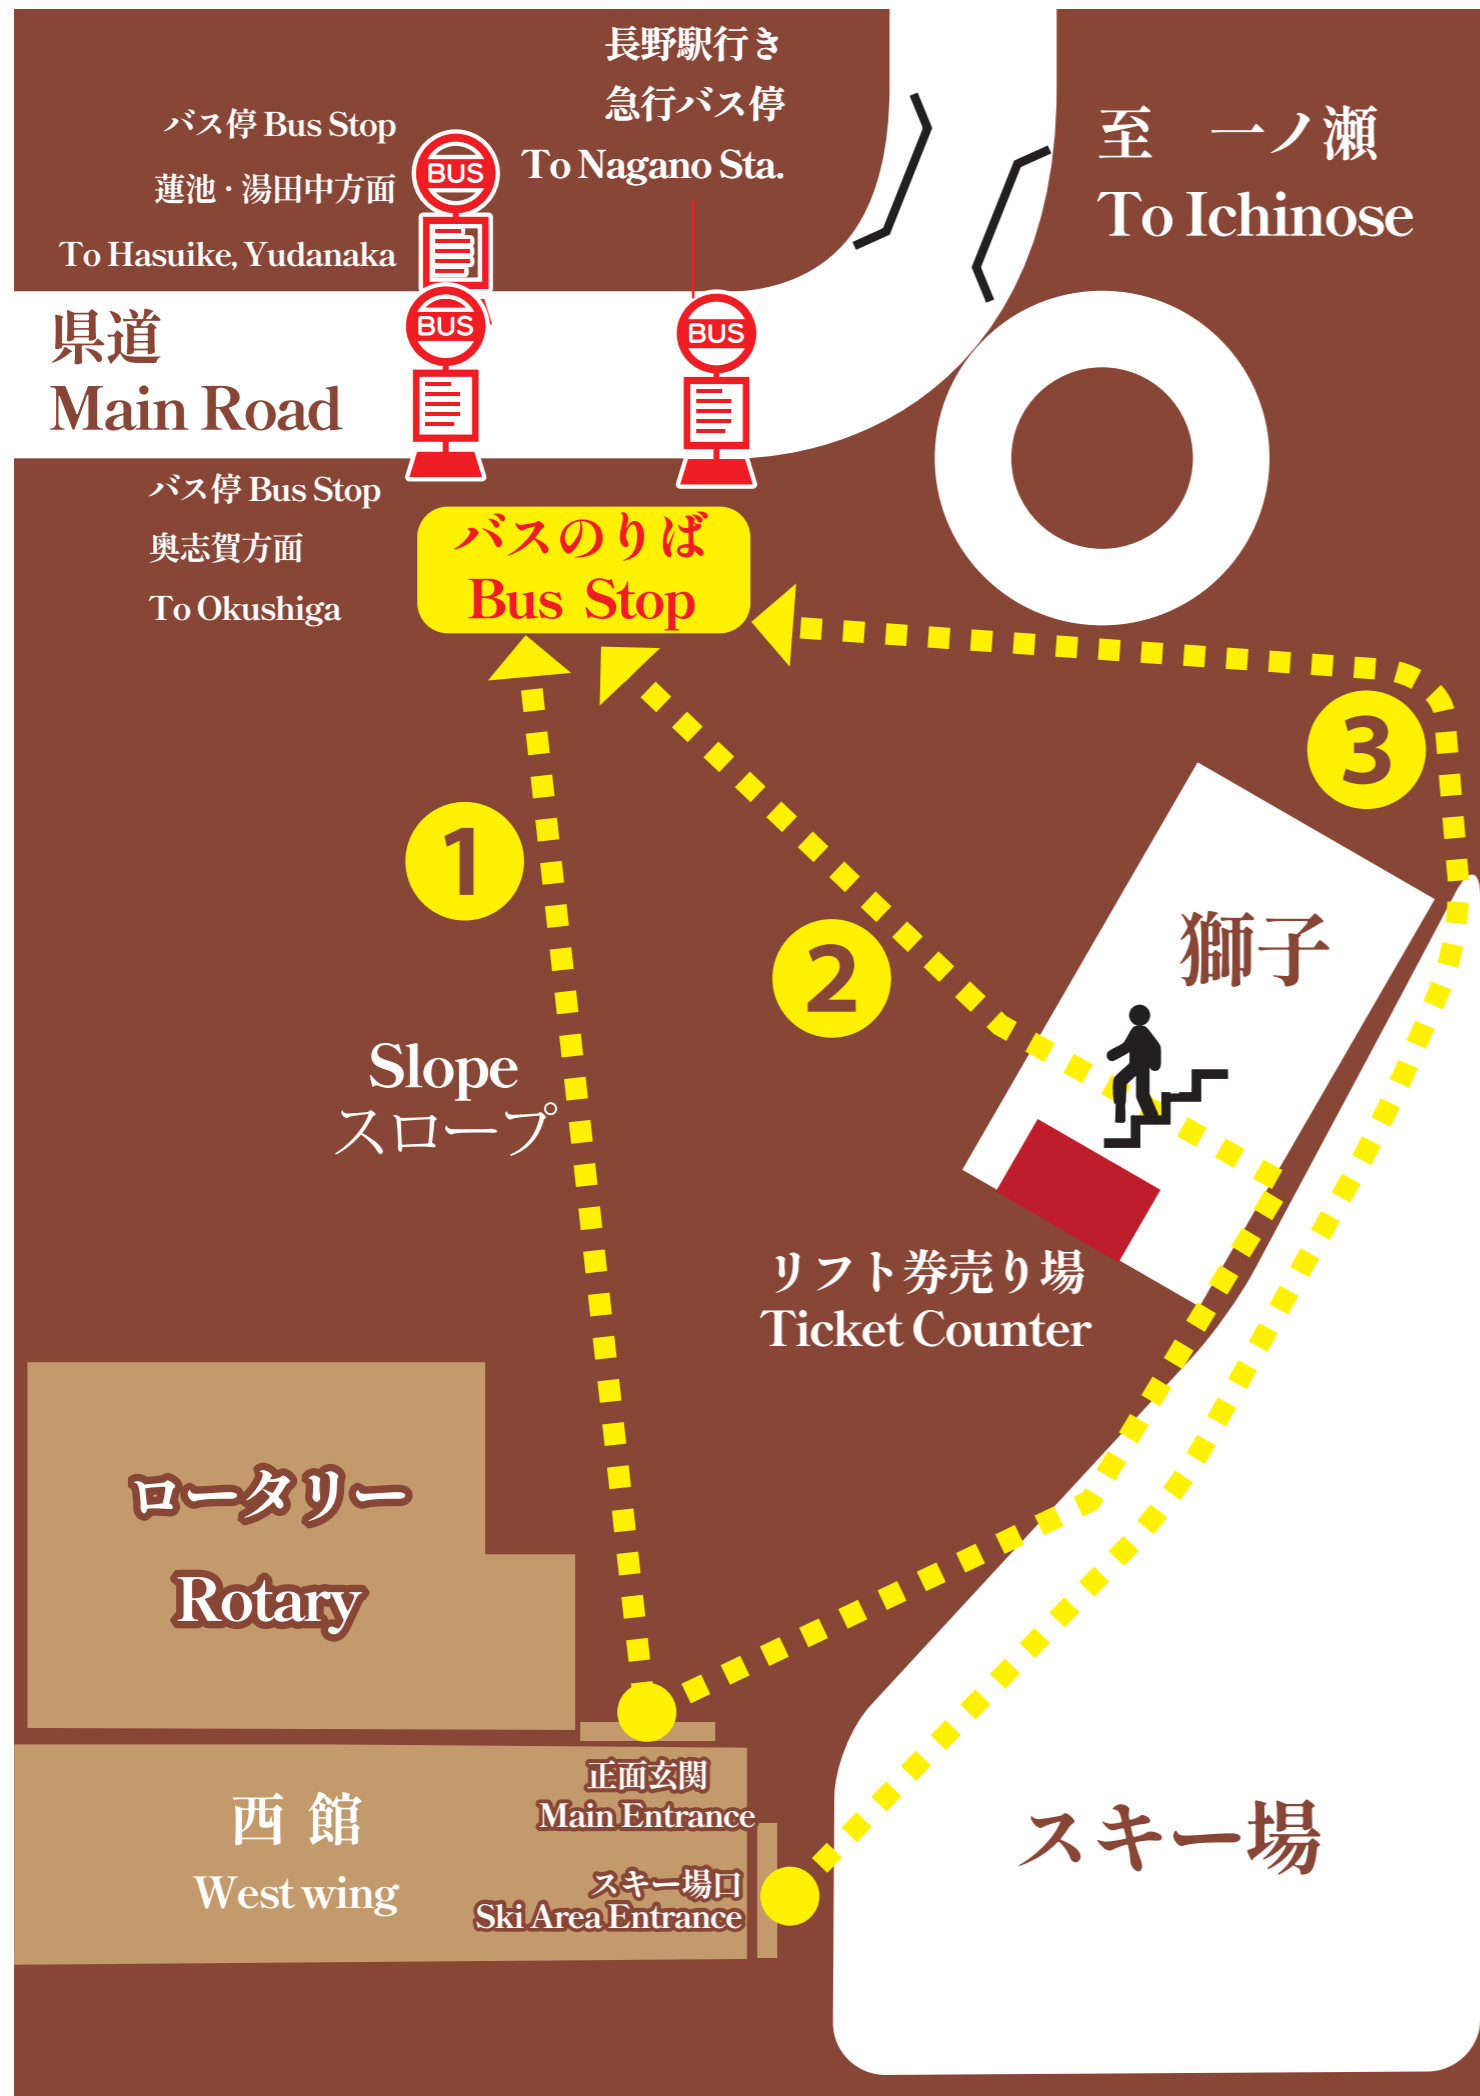 長野駅行き
急行バス停
To Nagano Sta.
バス停 Bus Stop
蓮池・湯田中方面
To Hasuike, Yudanaka
至　一ノ瀬
To Ichinose
BUS
BUS
BUS
県道
Main Road
バス停 Bus Stop
奥志賀方面
To Okushiga
バスのりば
Bus Stop
3
1
2
獅子
Slope
スロープ
リフト券売り場
Ticket Counter
ロータリー
Rotary
正面玄関
Main Entrance
西 館
West wing
スキー場口
Ski Area Entrance
スキー場